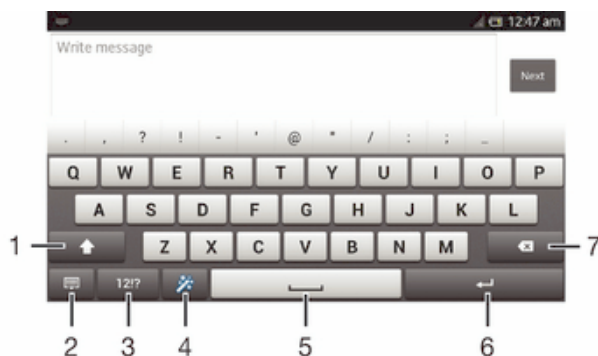 12:47 am
Write message
Next
. , ? ! - ' @ " / : ; _
Q W E R T Y U I O P
A S D F G H J K L
1 Z X C V B N M 7
12!?
2 3 4 5 6